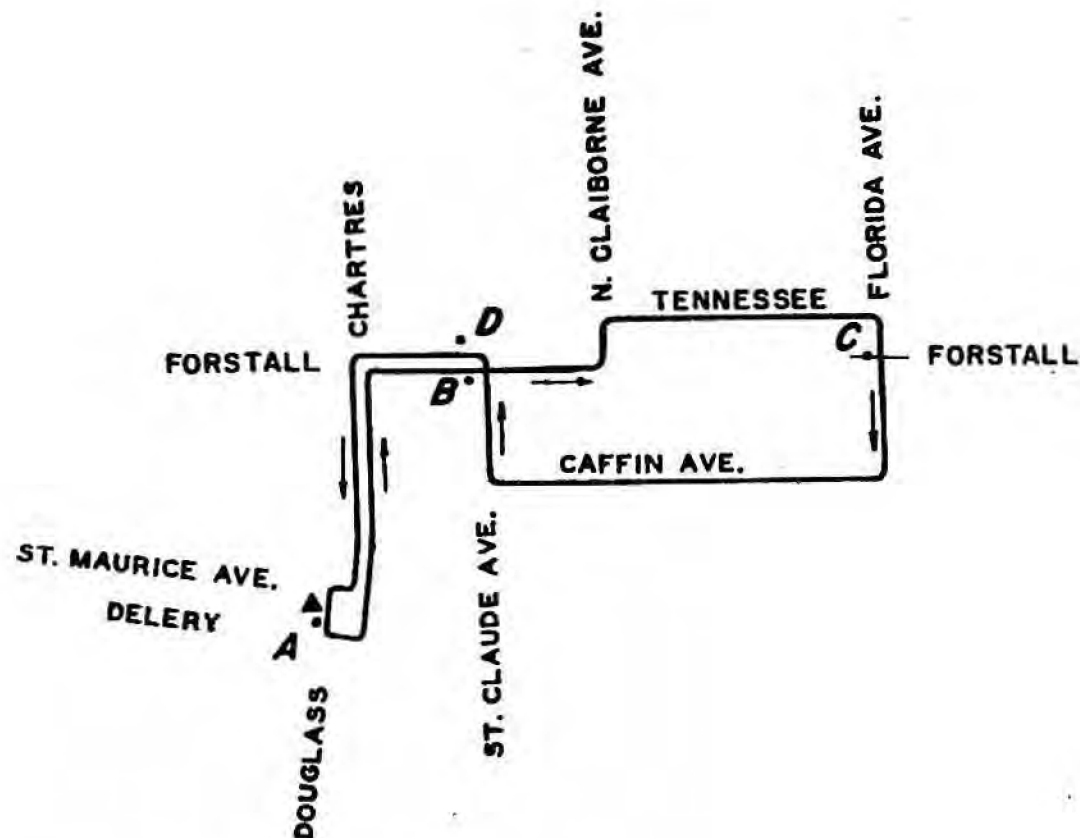 N. CLAIBORNE AVE.
FLORIDA AVE.
CHARTRES
TENNESSEE
D
C
FORSTALL
FORSTALL
B
CAFFIN AVE.
ST. MAURICE AVE.
DELERY
A
ST. CLAUDE AVE.
DOUGLASS